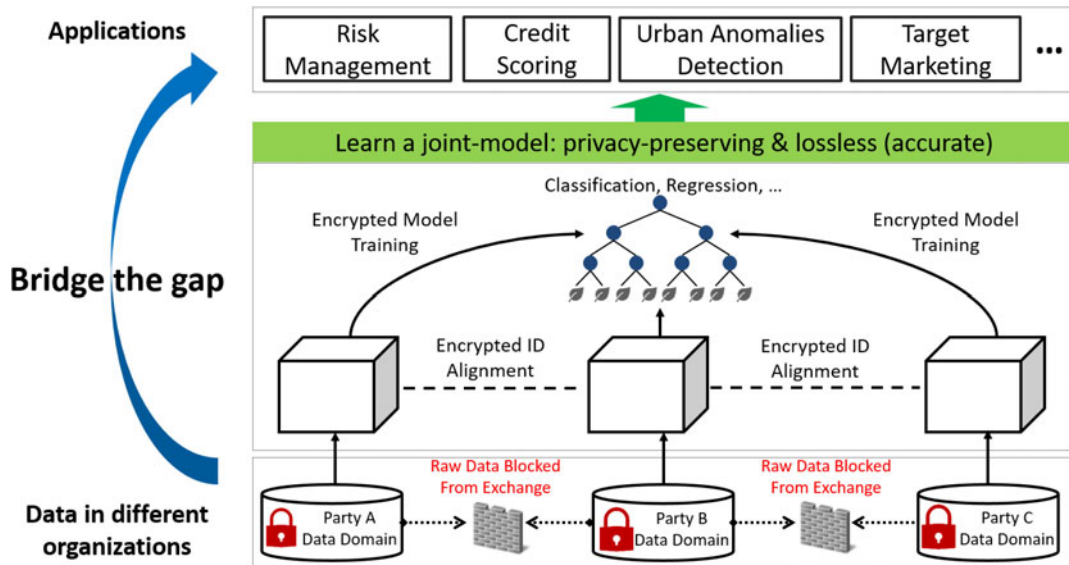 Applications
Risk
Management
Credit
Scoring
Urban Anomalies
Detection
Target
Marketing
...
Learn a joint-model: privacy-preserving & lossless (accurate)
Classification, Regression, ...
Encrypted Model
Training
Encrypted Model
Training
Bridge the gap
Encrypted ID
Alignment
Encrypted ID
Alignment
Raw Data Blocked
From Exchange
Raw Data Blocked
From Exchange
Data in different
organizations
Party A
Data Domain
Party B
Data Domain
Party C
Data Domain